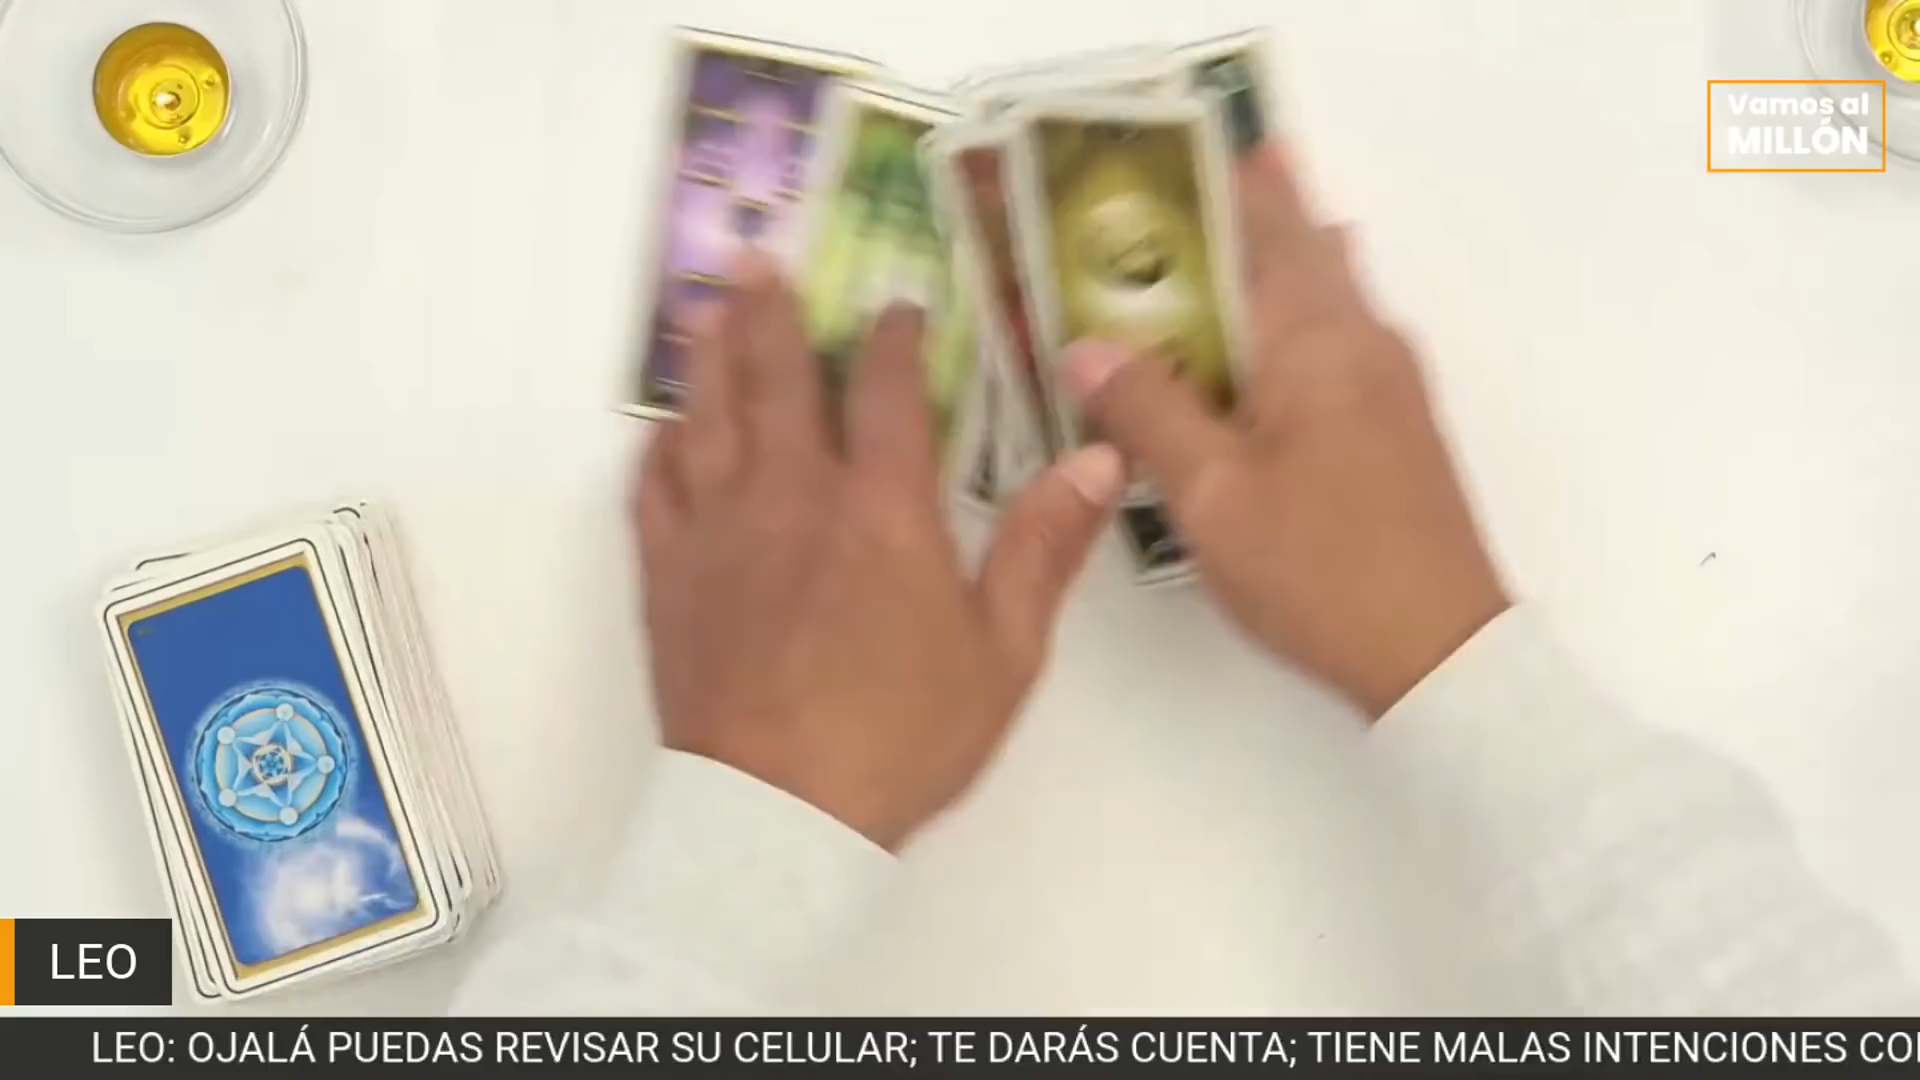 Vamos al
MILLÓN
LEO
LEO: OJALÁ PUEDAS REVISAR SU CELULAR; TE DARÁS CUENTA; TIENE MALAS INTENCIONES